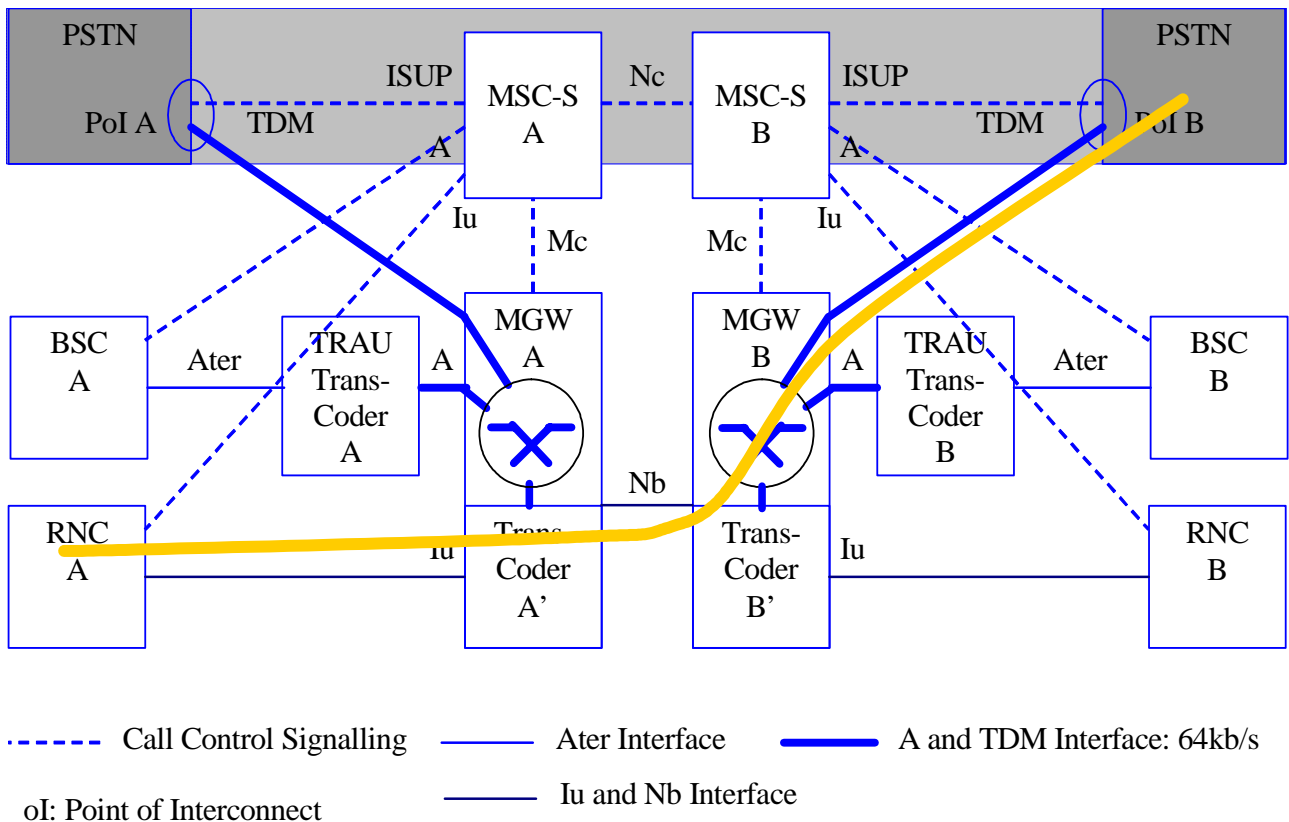 PSTN
PSTN
ISUP
Nc
ISUP
MSC-S
A
MSC-S
B
PoI A
TDM
TDM
PoI B
A
A
Iu
Iu
Mc
Mc
BSC
A
Ater
TRAU
Trans-
Coder
A
A
MGW
A
MGW
B
A
TRAU
Trans-
Coder
B
Ater
BSC
B
Nb
RNC
A
Iu
Trans-
Coder
A’
Trans-
Coder
B’
Iu
RNC
B
Call Control Signalling
Ater Interface
A and TDM Interface: 64kb/s
oI: Point of Interconnect
Iu and Nb Interface